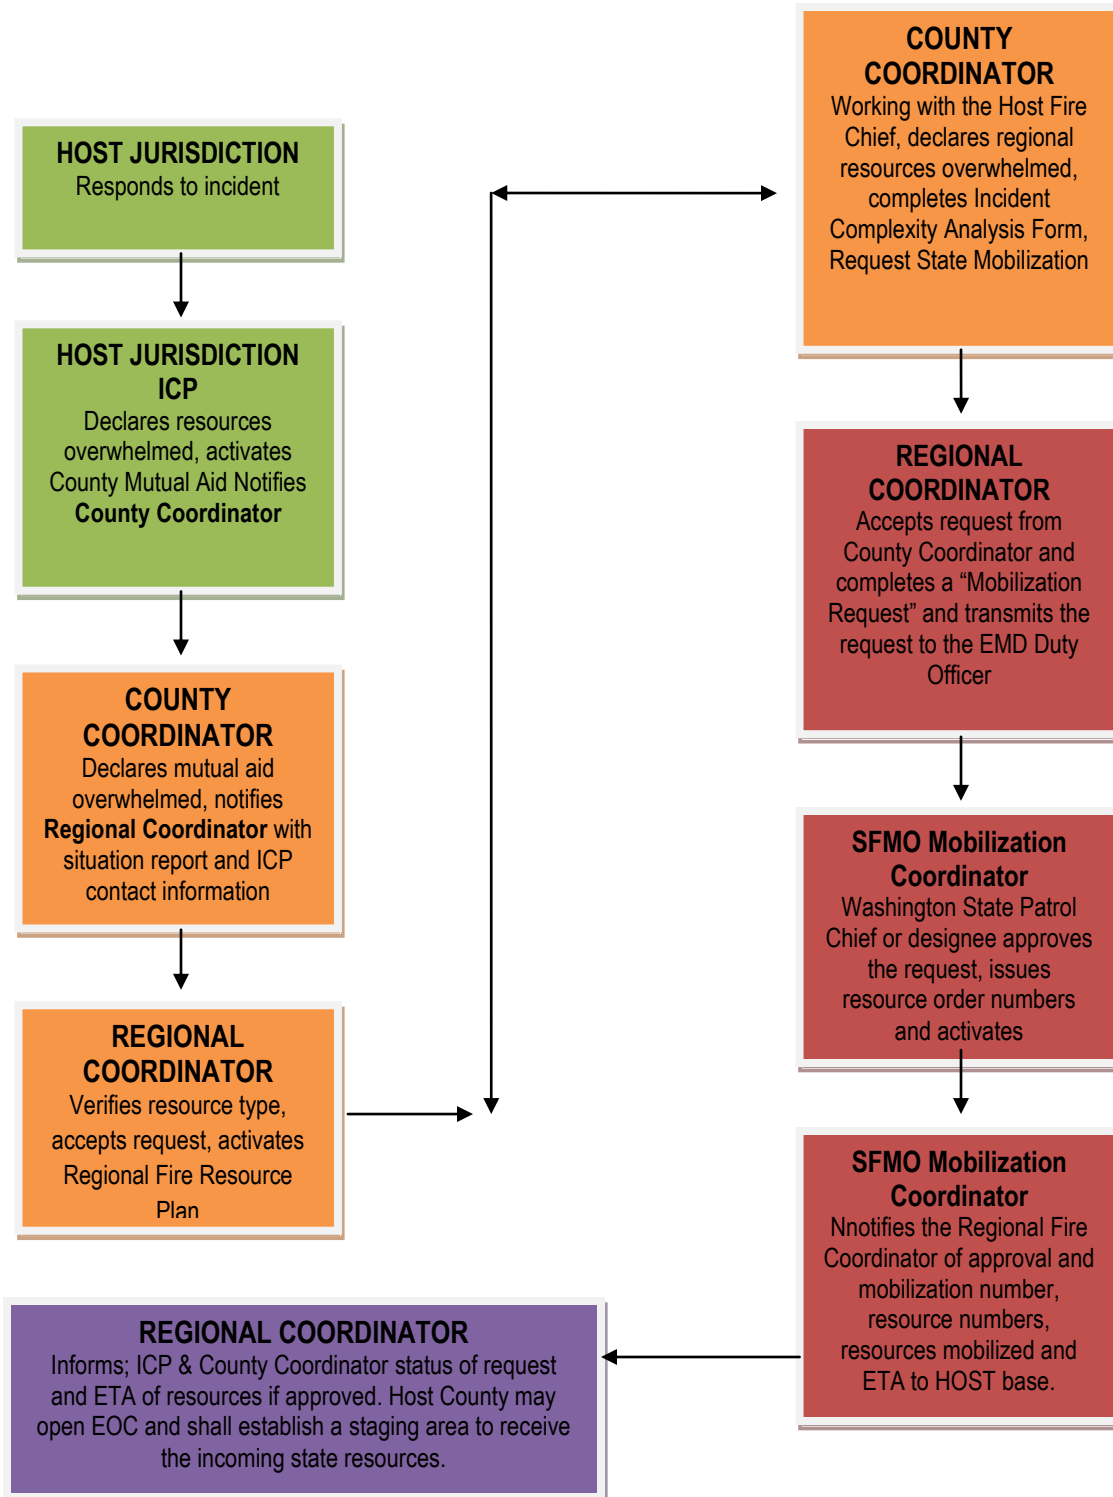 HOST JURISDICTION
Responds to incident
HOST JURISDICTION
ICP
Declares resources
overwhelmed, activates
County Mutual Aid Notifies
County Coordinator
COUNTY
COORDINATOR
Declares mutual aid
overwhelmed, notifies
Regional Coordinator with
situation report and ICP
contact information
REGIONAL
COORDINATOR
Verifies resource type,
accepts request, activates
Regional Fire Resource
Plan
COUNTY
COORDINATOR
Working with the Host Fire
Chief, declares regional
resources overwhelmed,
completes Incident
Complexity Analysis Form,
Request State Mobilization
REGIONAL
COORDINATOR
Accepts request from
County Coordinator and
completes a “Mobilization
Request” and transmits the
request to the EMD Duty
Officer
SFMO Mobilization
Coordinator
Washington State Patrol
Chief or designee approves
the request, issues
resource order numbers
and activates
SFMO Mobilization
Coordinator
Nnotifies the Regional Fire
Coordinator of approval and
mobilization number,
resource numbers,
resources mobilized and
ETA to HOST base.
REGIONAL COORDINATOR
Informs; ICP & County Coordinator status of request
and ETA of resources if approved. Host County may
open EOC and shall establish a staging area to receive
the incoming state resources.